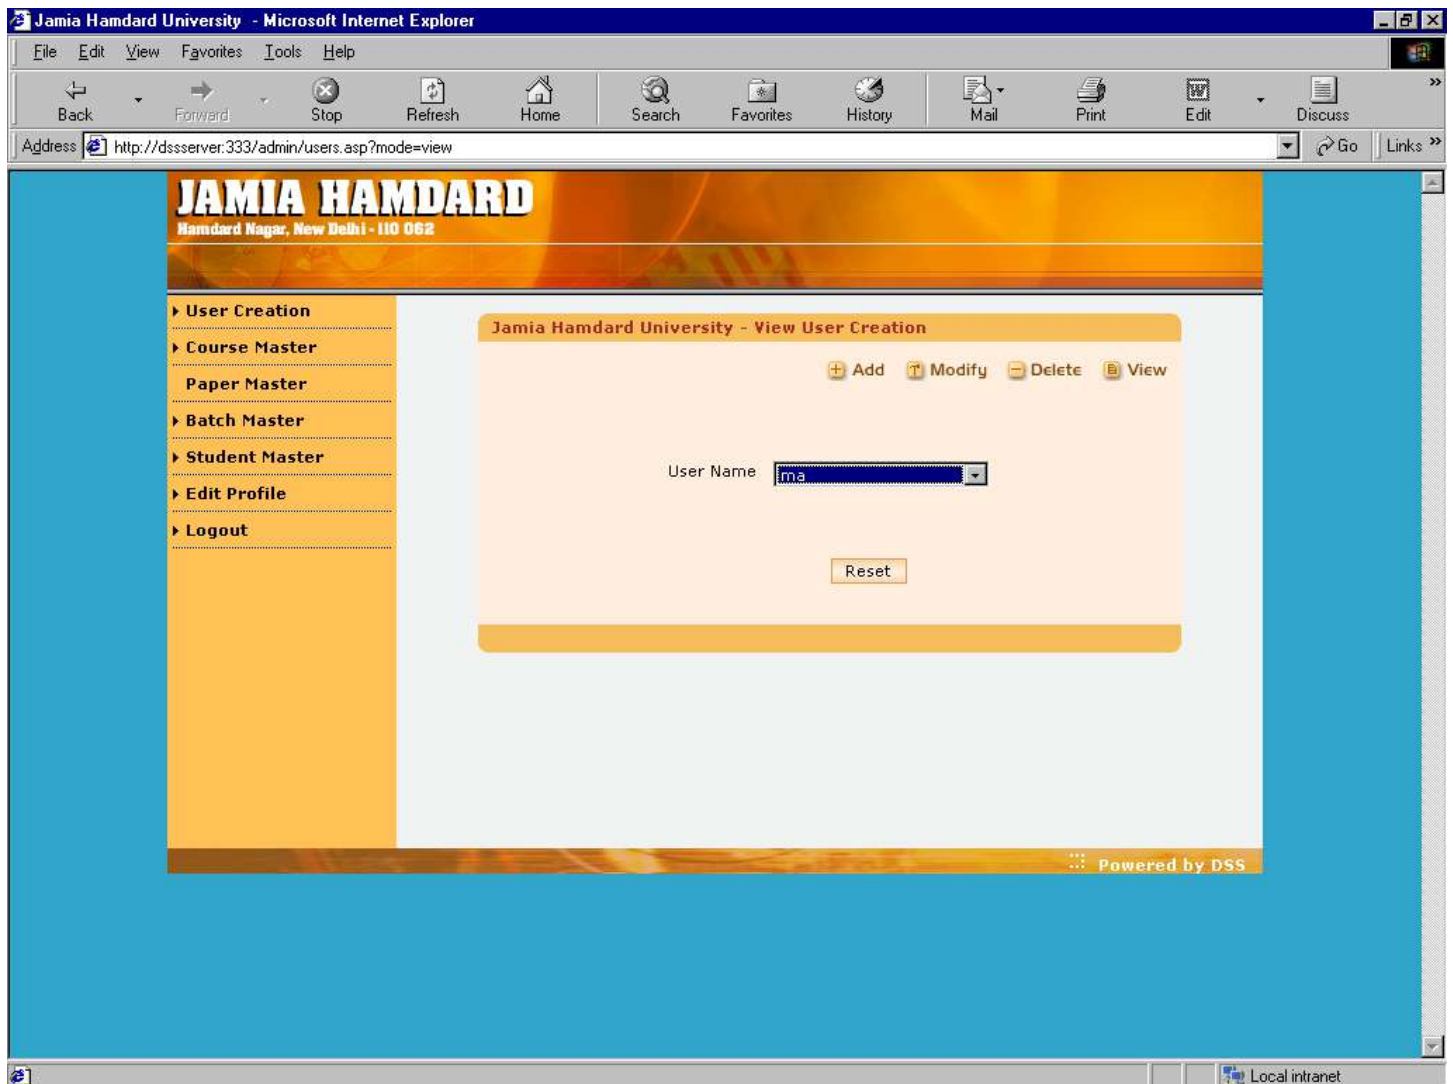 Jamia Hamdard University - Microsoft Internet Explorer
File Edit View Favorites Tools Help
Back Forward Stop Refresh Home Search Favorites History Mail Print Edit Discuss »
Address http://dssserver:333/admin/users.asp?mode=view Go Links »
JAMIA HAMDARD
Hamdard Nagar, New Delhi - 110 062
User Creation
Course Master
Paper Master
Batch Master
Student Master
Edit Profile
Logout
Jamia Hamdard University - View User Creation
Add Modify Delete View
User Name ma
Reset
Powered by DSS
Local intranet